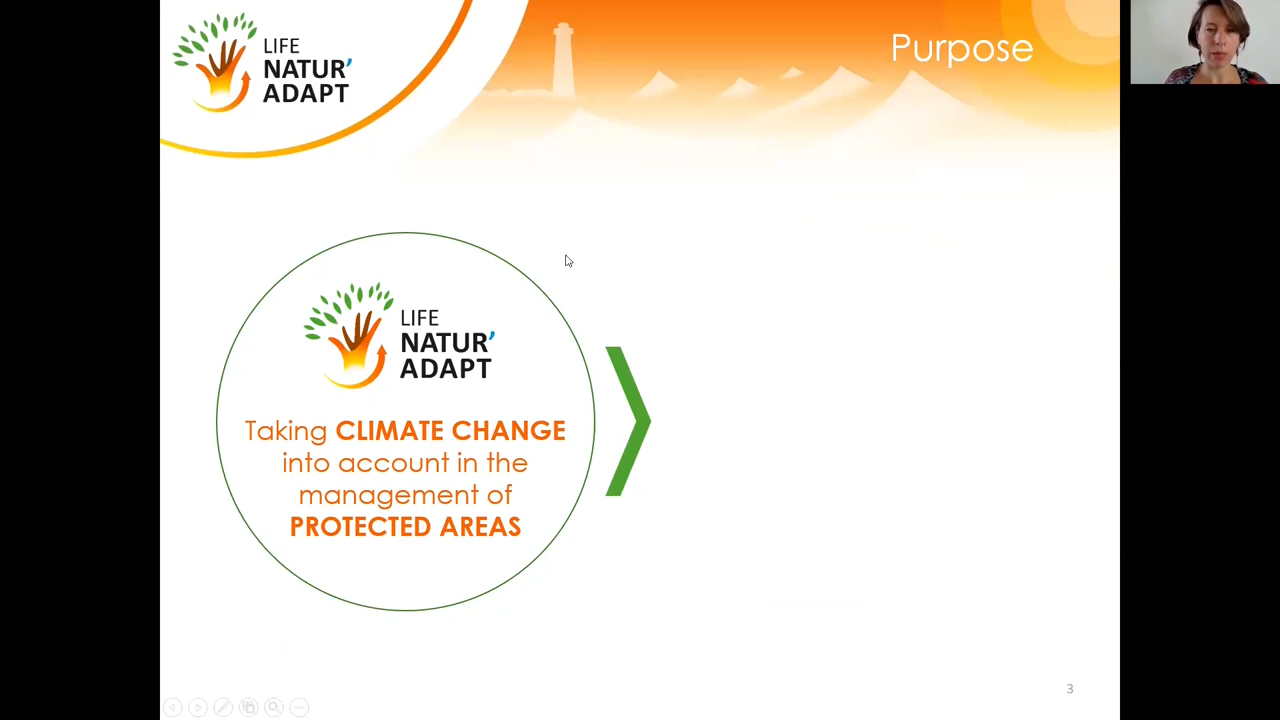 LIFE
NATUR'
ADAPT
Purpose
LIFE
NATUR'
ADAPT
Taking CLIMATE CHANGE
into account in the
management of
PROTECTED AREAS
3